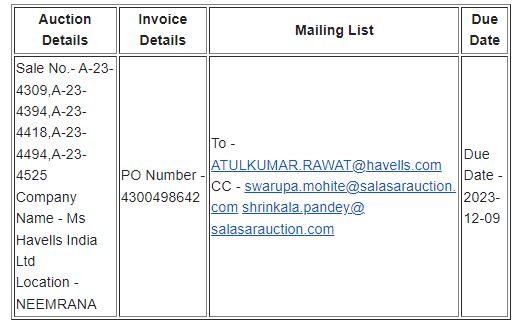 Auction Details
Invoice Details
Mailing List
Due Date
Sale No.- A-23-
4309,A-23-
4394,A-23-
4418,A-23-
4494,A-23-
4525
Company
Name - Ms
Havells India
Ltd
Location -
NEEMRANA
PO Number -
4300498642
To -
ATULKUMAR.RAWAT@havells.com
CC - swarupa.mohite@salasarauction.
com shrinkala.pandey@
salasarauction.com
Due
Date -
2023-
12-09